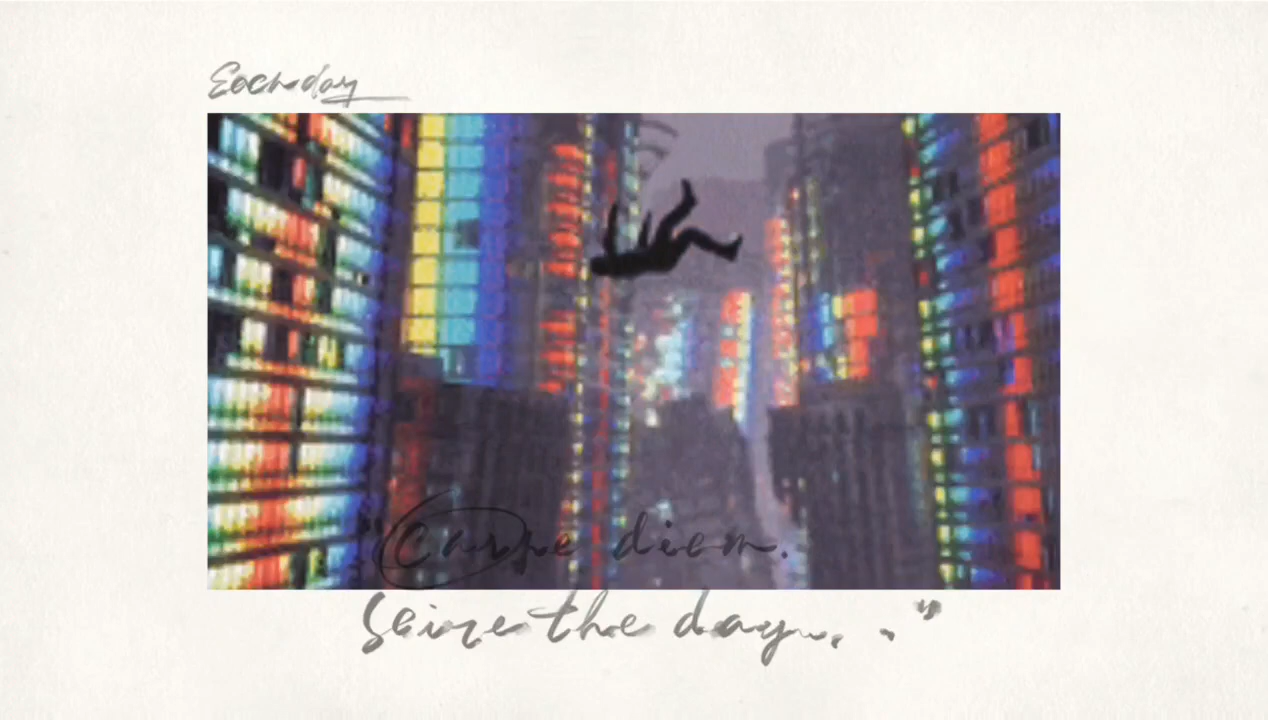 Each day
"Carpe diem.
Seize the day, . "